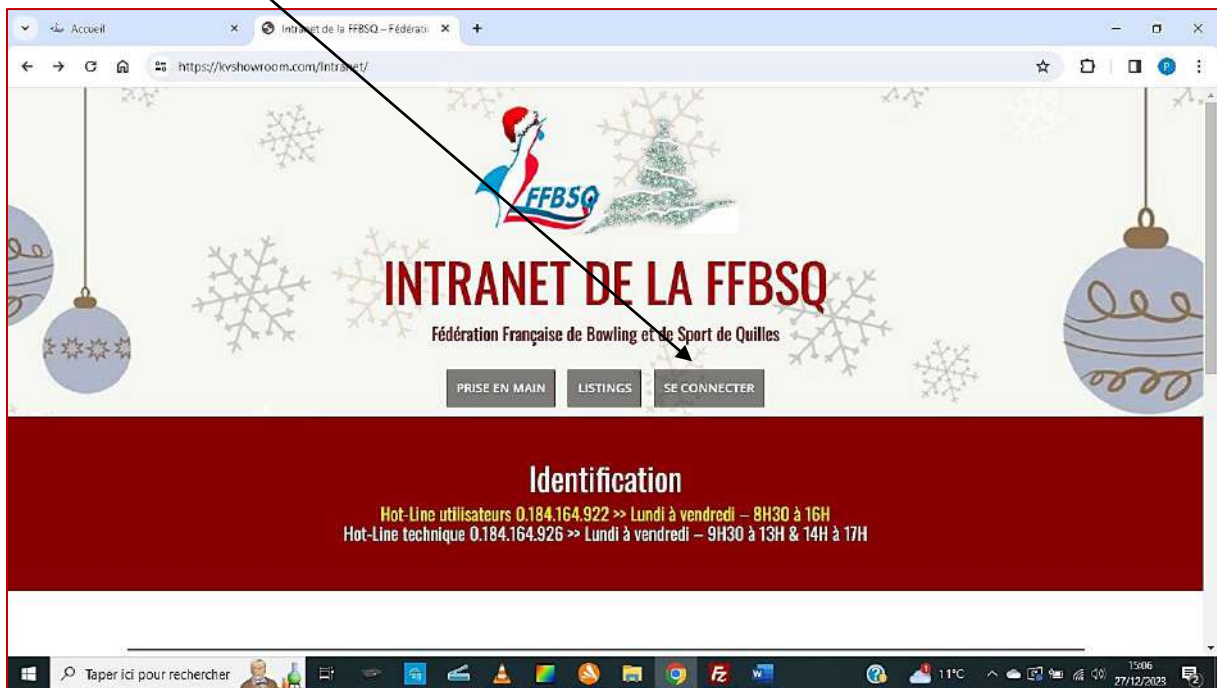 Accueil
Intranet de la FFBSQ – Fédérati
https://kvshowroom.com/Intranet/
FFBSQ
INTRANET DE LA FFBSQ
Fédération Française de Bowling et de Sport de Quilles
PRISE EN MAIN
LISTINGS
SE CONNECTER
Identification
Hot-Line utilisateurs 0.184.164.922 >> Lundi à vendredi – 8H30 à 16H
Hot-Line technique 0.184.164.926 >> Lundi à vendredi – 9H30 à 13H & 14H à 17H
Taper ici pour rechercher
11°C
15:06
27/12/2023